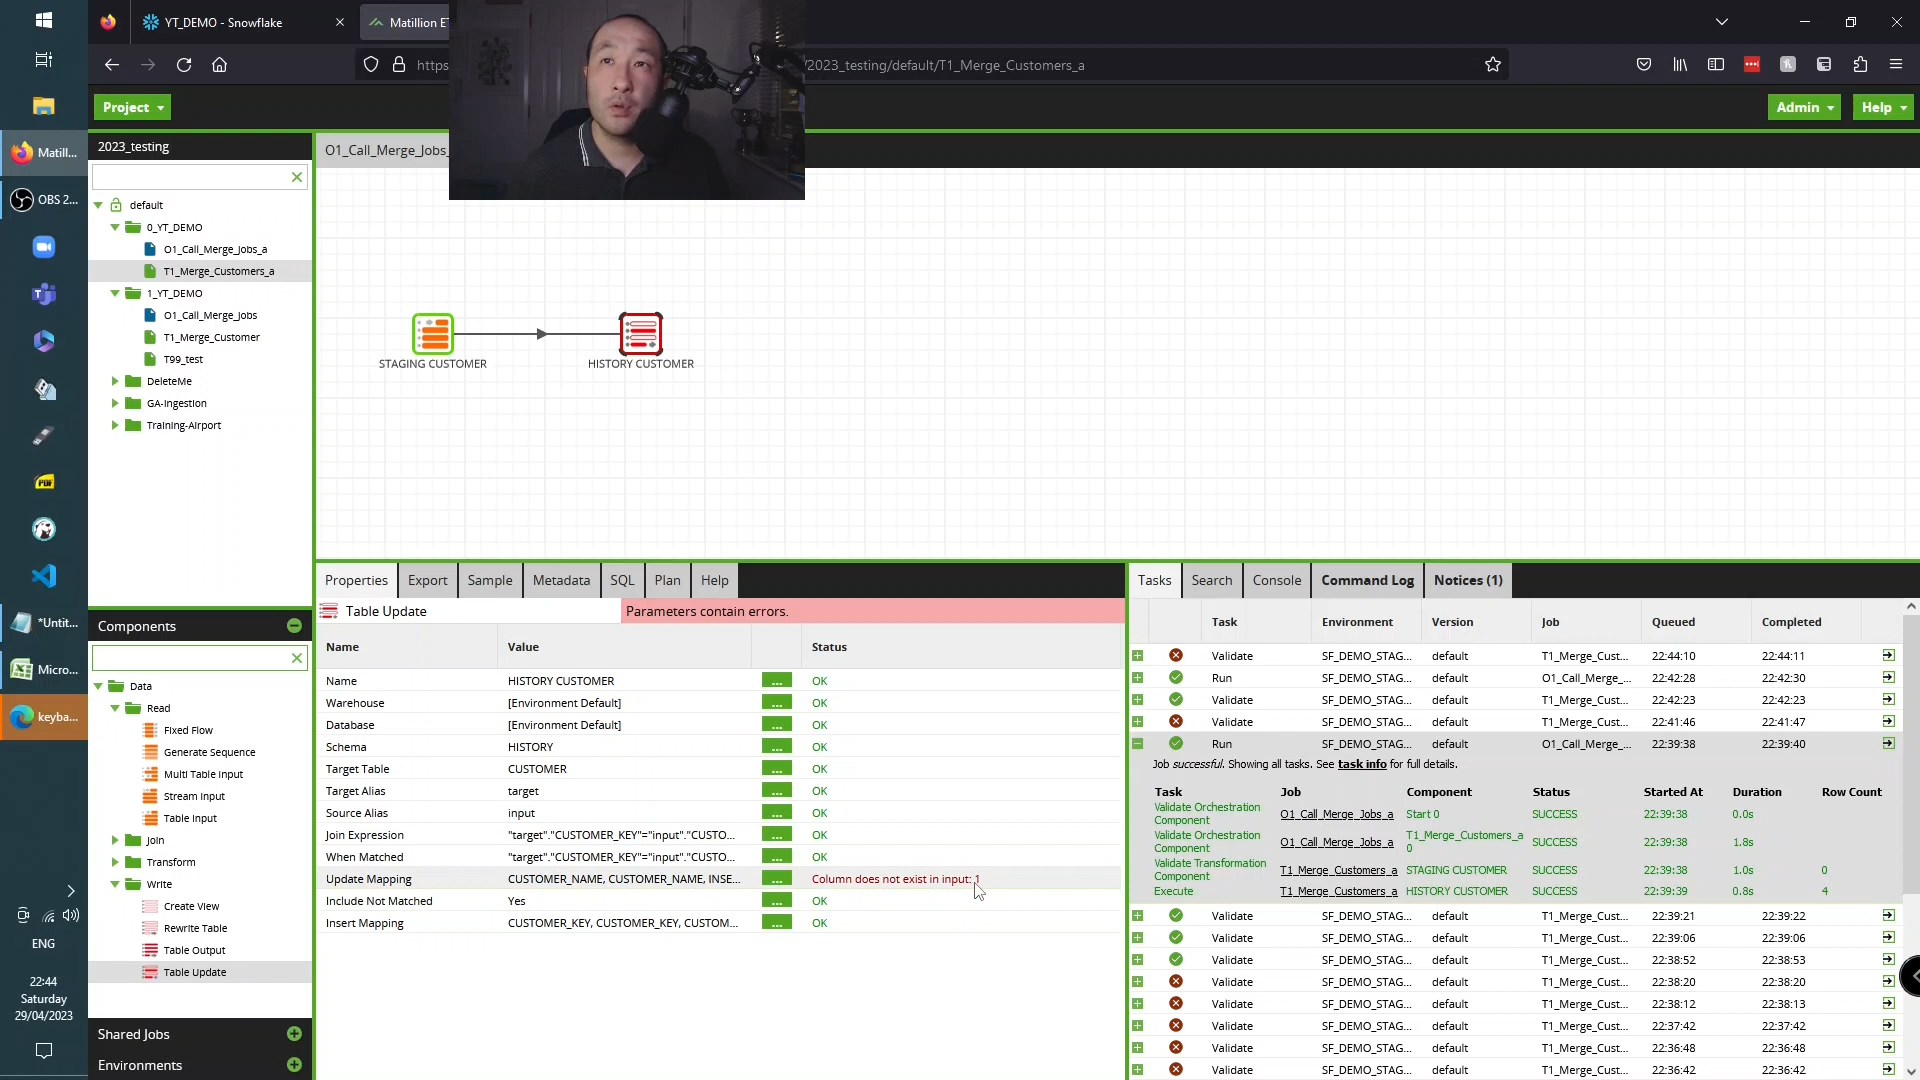 YT_DEMO - Snowflake
Matillion E
https
/2023_testing/default/T1_Merge_Customers_a
Project
Admin
Help
Matill...
OBS 2...
*Untit...
Micro...
keyba...
ENG
22:44
Saturday
29/04/2023
2023_testing
default
0_YT_DEMO
O1_Call_Merge_Jobs_a
T1_Merge_Customers_a
1_YT_DEMO
O1_Call_Merge_Jobs
T1_Merge_Customer
T99_test
DeleteMe
GA-Ingestion
Training-Airport
Components
Data
Read
Fixed Flow
Generate Sequence
Multi Table Input
Stream Input
Table Input
Join
Transform
Write
Create View
Rewrite Table
Table Output
Table Update
Shared Jobs
Environments
O1_Call_Merge_Jobs_
STAGING CUSTOMER
HISTORY CUSTOMER
Properties Export Sample Metadata SQL Plan Help
Table Update Parameters contain errors.
Name Value Status
Name HISTORY CUSTOMER ... OK
Warehouse [Environment Default] ... OK
Database [Environment Default] ... OK
Schema HISTORY ... OK
Target Table CUSTOMER ... OK
Target Alias target ... OK
Source Alias input ... OK
Join Expression "target"."CUSTOMER_KEY"="input"."CUSTO... ... OK
When Matched "target"."CUSTOMER_KEY"="input"."CUSTO... ... OK
Update Mapping CUSTOMER_NAME, CUSTOMER_NAME, INSE... ... Column does not exist in input: 1
Include Not Matched Yes ... OK
Insert Mapping CUSTOMER_KEY, CUSTOMER_KEY, CUSTOM... ... OK
Tasks Search Console Command Log Notices (1)
Task Environment Version Job Queued Completed
Validate SF_DEMO_STAG... default T1_Merge_Cust... 22:44:10 22:44:11
Run SF_DEMO_STAG... default O1_Call_Merge_... 22:42:28 22:42:30
Validate SF_DEMO_STAG... default T1_Merge_Cust... 22:42:23 22:42:23
Validate SF_DEMO_STAG... default T1_Merge_Cust... 22:41:46 22:41:47
Run SF_DEMO_STAG... default O1_Call_Merge_... 22:39:38 22:39:40
Job successful. Showing all tasks. See task info for full details.
Task Job Component Status Started At Duration Row Count
Validate Orchestration Component O1_Call_Merge_Jobs_a Start 0 SUCCESS 22:39:38 0.0s
Validate Orchestration Component O1_Call_Merge_Jobs_a T1_Merge_Customers_a 0 SUCCESS 22:39:38 1.8s
Validate Transformation Component T1_Merge_Customers_a STAGING CUSTOMER SUCCESS 22:39:38 1.0s 0
Execute T1_Merge_Customers_a HISTORY CUSTOMER SUCCESS 22:39:39 0.8s 4
Validate SF_DEMO_STAG... default T1_Merge_Cust... 22:39:21 22:39:22
Validate SF_DEMO_STAG... default T1_Merge_Cust... 22:39:06 22:39:06
Validate SF_DEMO_STAG... default T1_Merge_Cust... 22:38:52 22:38:53
Validate SF_DEMO_STAG... default T1_Merge_Cust... 22:38:20 22:38:20
Validate SF_DEMO_STAG... default T1_Merge_Cust... 22:38:12 22:38:13
Validate SF_DEMO_STAG... default T1_Merge_Cust... 22:37:42 22:37:42
Validate SF_DEMO_STAG... default T1_Merge_Cust... 22:36:48 22:36:48
Validate SF_DEMO_STAG... default T1_Merge_Cust... 22:36:42 22:36:42